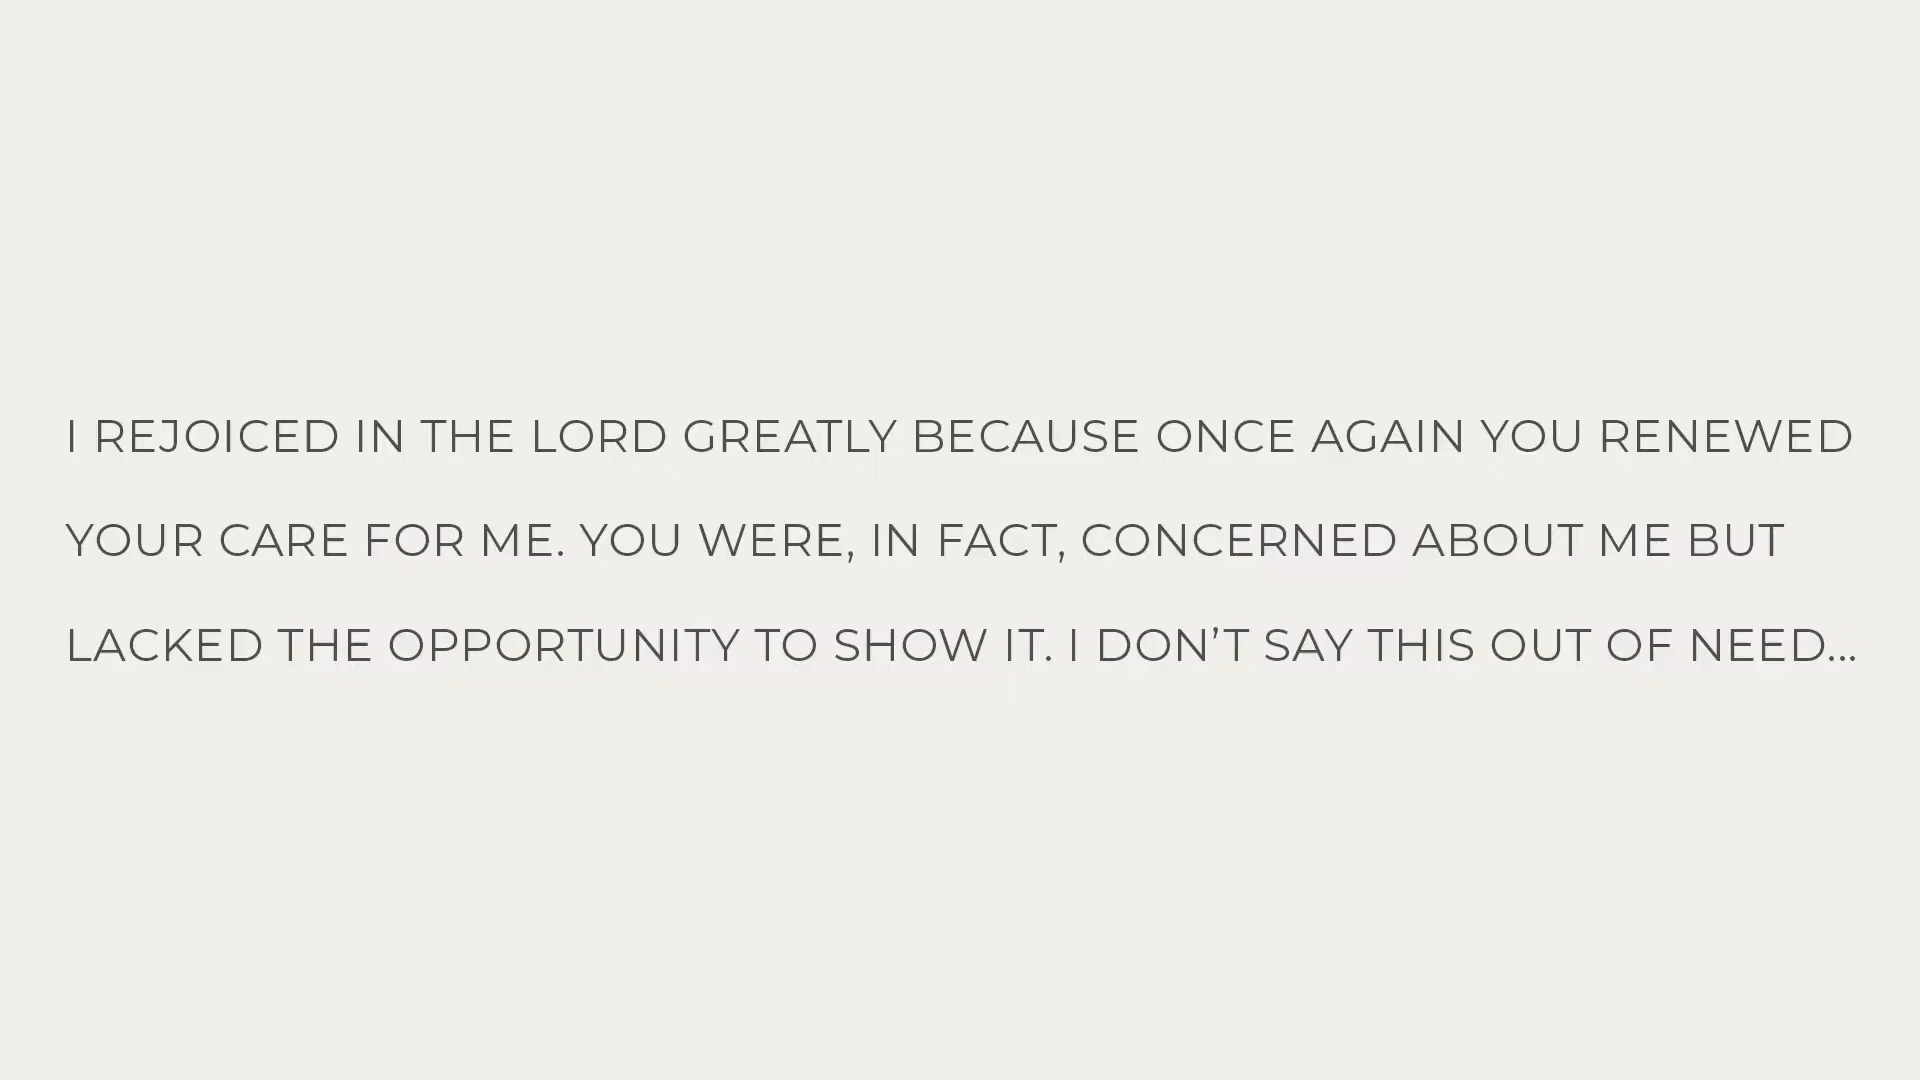 I REJOICED IN THE LORD GREATLY BECAUSE ONCE AGAIN YOU RENEWED
YOUR CARE FOR ME. YOU WERE, IN FACT, CONCERNED ABOUT ME BUT
LACKED THE OPPORTUNITY TO SHOW IT. I DON’T SAY THIS OUT OF NEED...